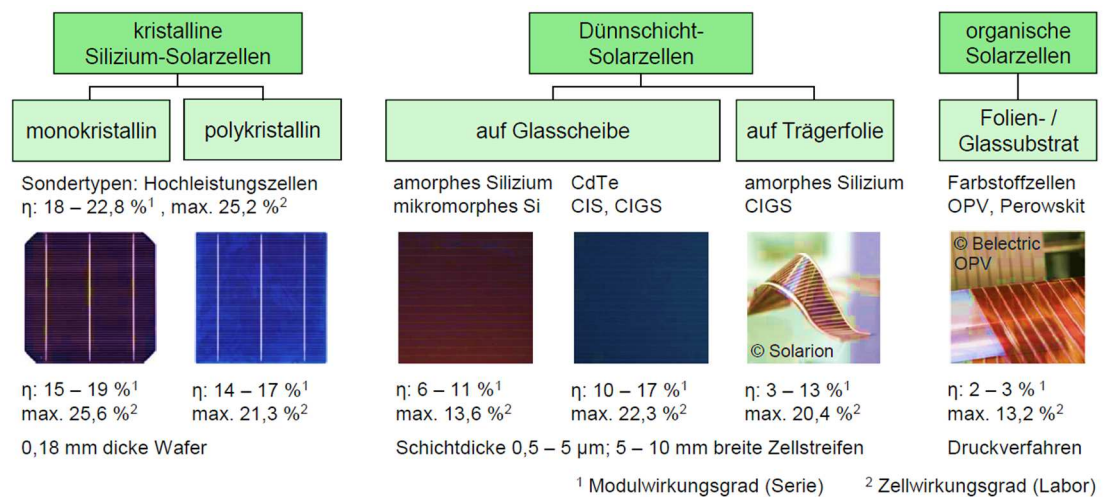 kristalline
Silizium-Solarzellen
Dünnschicht-
Solarzellen
organische
Solarzellen
monokristallin
polykristallin
auf Glasscheibe
auf Trägerfolie
Folien- /
Glassubstrat
Sondertypen: Hochleistungszellen
η: 18 – 22,8 %¹ , max. 25,2 %²
amorphes Silizium
mikromorphes Si
CdTe
CIS, CIGS
amorphes Silizium
CIGS
Farbstoffzellen
OPV, Perowskit
© Solarion
© Belectric
OPV
η: 15 – 19 %¹
max. 25,6 %²
η: 14 – 17 %¹
max. 21,3 %²
η: 6 – 11 %¹
max. 13,6 %²
η: 10 – 17 %¹
max. 22,3 %²
η: 3 – 13 %¹
max. 20,4 %²
η: 2 – 3 % ¹
max. 13,2 %²
0,18 mm dicke Wafer
Schichtdicke 0,5 – 5 µm; 5 – 10 mm breite Zellstreifen
Druckverfahren
¹ Modulwirkungsgrad (Serie)
² Zellwirkungsgrad (Labor)